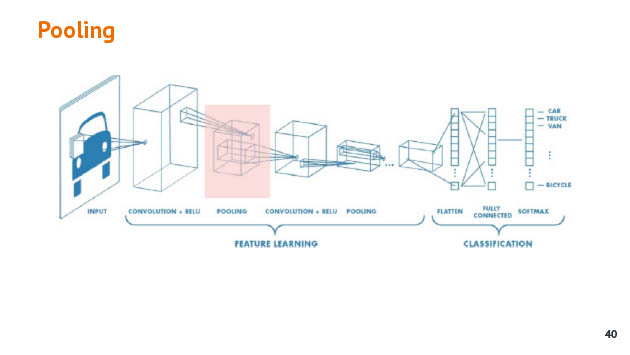 Pooling
CAR
TRUCK
VAN
BICYCLE
INPUT
CONVOLUTION + RELU
POOLING
CONVOLUTION + RELU
POOLING
FLATTEN
FULLY
CONNECTED
SOFTMAX
FEATURE LEARNING
CLASSIFICATION
40